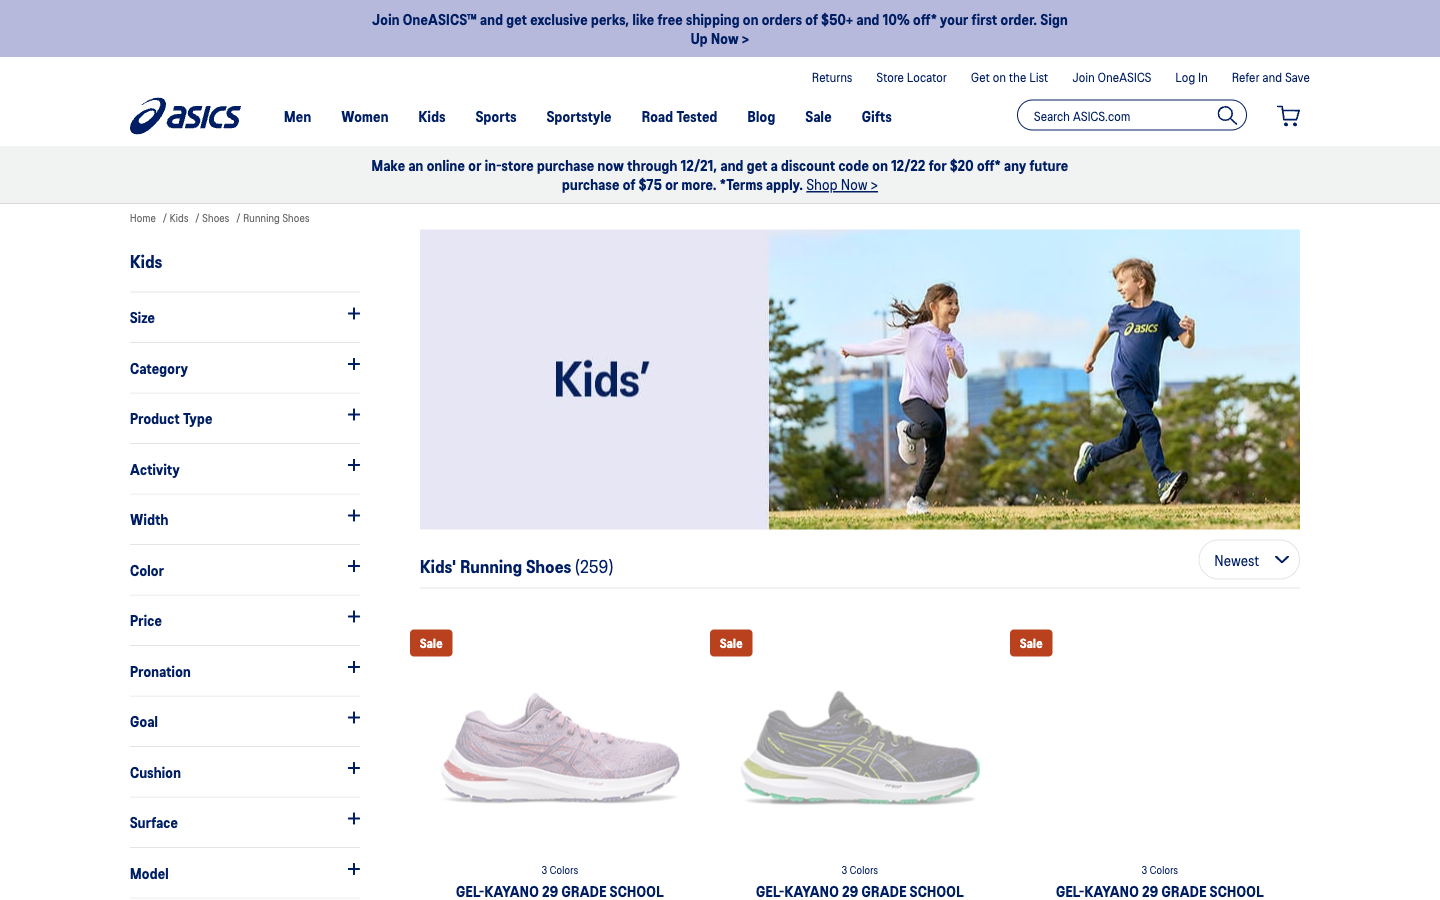 Join OneASICS™ and get exclusive perks, like free shipping on orders of $50+ and 10% off* your first order. Sign
Up Now >
Returns Store Locator Get on the List Join OneASICS Log In Refer and Save
asics Men Women Kids Sports Sportstyle Road Tested Blog Sale Gifts Search ASICS.com
Make an online or in-store purchase now through 12/21, and get a discount code on 12/22 for $20 off* any future
purchase of $75 or more. *Terms apply. Shop Now >
Home / Kids / Shoes / Running Shoes
Kids
Size
Category
Product Type
Activity
Width
Color
Price
Pronation
Goal
Cushion
Surface
Model
Kids’
asics
Kids' Running Shoes (259)
Newest
Sale Sale Sale
3 Colors 3 Colors 3 Colors
GEL-KAYANO 29 GRADE SCHOOL GEL-KAYANO 29 GRADE SCHOOL GEL-KAYANO 29 GRADE SCHOOL